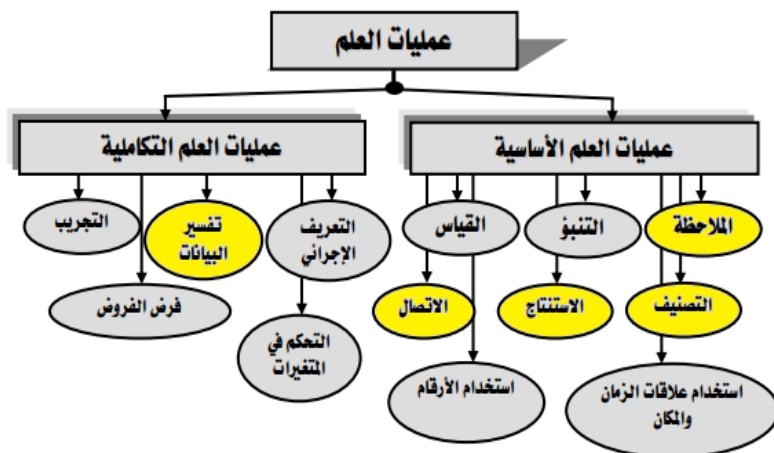 عمليات العلم
عمليات العلم الأساسية
عمليات العلم التكاملية
الملاحظة
التنبؤ
القياس
التعريف
الإجرائي
تفسير
البيانات
التجريب
التصنيف
الاستنتاج
الاتصال
فرض الفروض
التحكم في
المتغيرات
استخدام علاقات الزمان
والمكان
استخدام الأرقام